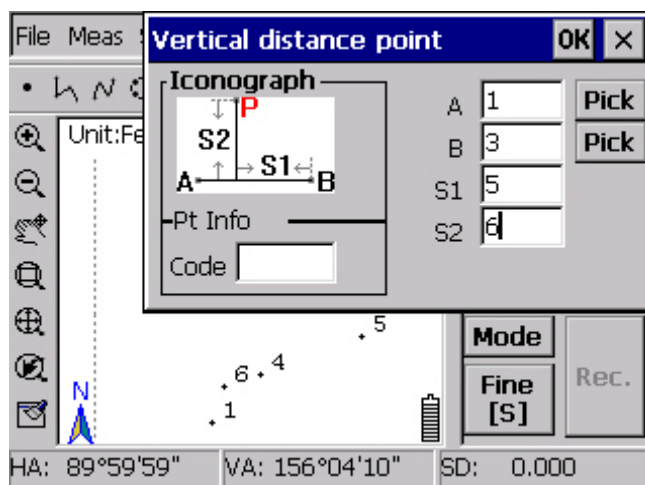 File Meas
Vertical distance point OK ×
Iconograph
P
S2
S1
A B
Pt Info
Code
A 1 Pick
B 3 Pick
S1 5
S2 6
Unit:Fe
5
6 4
1
N
Mode
Fine
[S]
Rec.
HA: 89°59'59" VA: 156°04'10" SD: 0.000